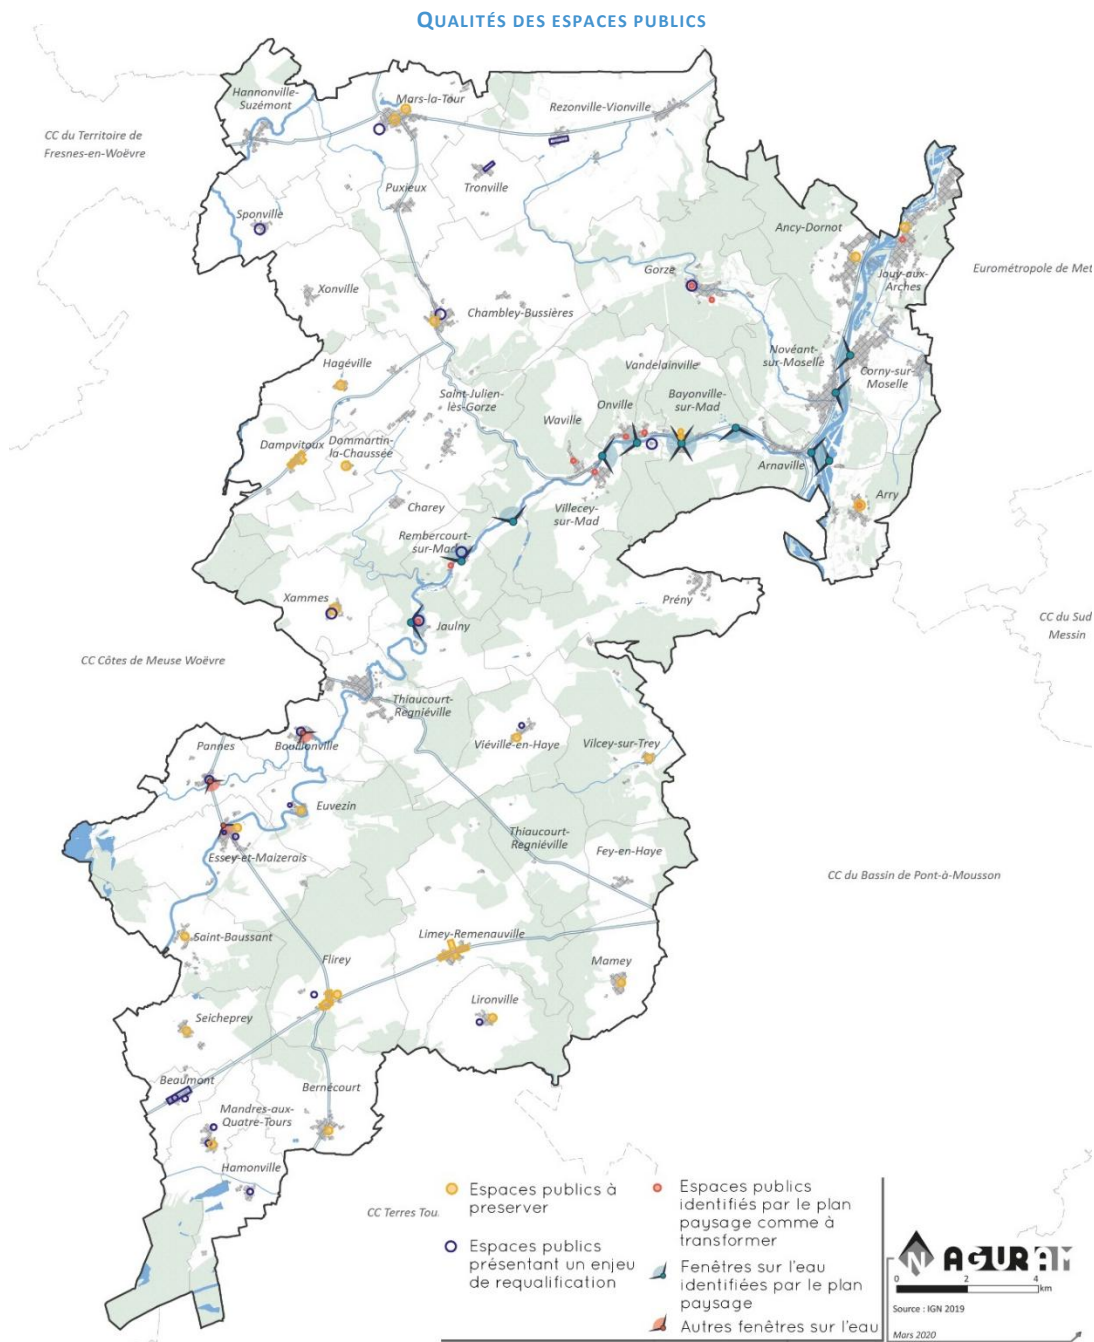 QUALITÉS DES ESPACES PUBLICS
Hannonville-
Suzémont
Mars-la-Tour
Rezonville-Vionville
CC du Territoire de
Fresnes-en-Woëvre
Tronville
Puxieux
Sponville
Ancy-Dornot
Gorze
Jouy-aux-
Arches
Eurométropole de Met
Xonville
Chambley-Bussières
Novéant-
sur-Moselle
Hagéville
Vandelainville
Corny-sur-
Moselle
Saint-Julien-
lès-Gorze
Onville
Bayonville-
sur-Mad
Waville
Dampvitoux
Dommartin-
la-Chaussée
Arnaville
Arry
Charey
Villecey-
sur-Mad
Rembercourt-
sur-Mad
Xammes
Prény
Jaulny
CC du Sud
Messin
CC Côtes de Meuse Woëvre
Thiaucourt-
Regniéville
Pannes
Bouillonville
Viéville-en-Haye
Vilcey-sur-Trey
Euvezin
Thiaucourt-
Regniéville
Fey-en-Haye
Essey-et-Maizerais
CC du Bassin de Pont-à-Mousson
Saint-Baussant
Limey-Remenauville
Flirey
Mamey
Lironville
Seicheprey
Beaumont
Bernécourt
Mandres-aux-
Quatre-Tours
Hamonville
CC Terres Tou
Espaces publics à
preserver
Espaces publics
présentant un enjeu
de requalification
Espaces publics
identifiés par le plan
paysage comme à
transformer
Fenêtres sur l'eau
identifiées par le plan
paysage
Autres fenêtres sur l'eau
N AGURAM
0 2 4
km
Source : IGN 2019
Mars 2020